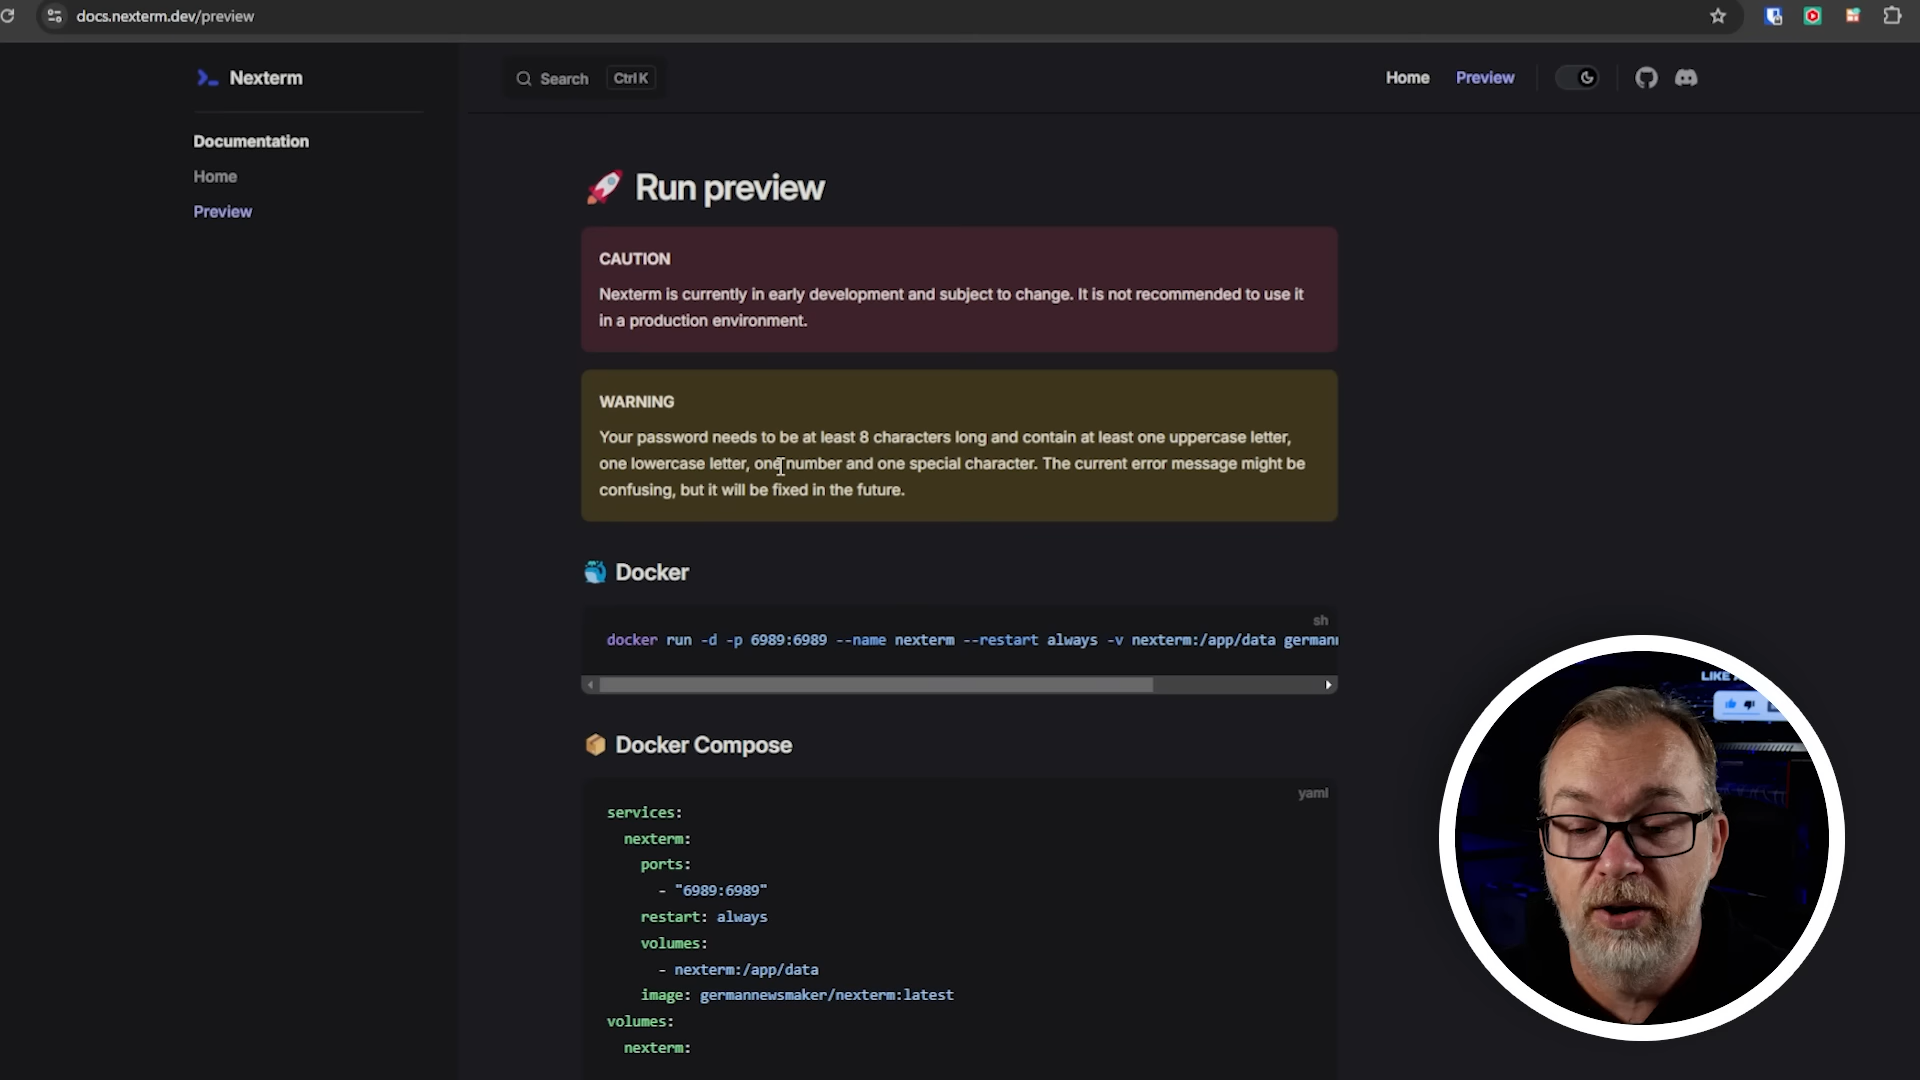 docs.nexterm.dev/preview
Nexterm
Search
Ctrl K
Home
Preview
Documentation
Home
Preview
🚀 Run preview
CAUTION
Nexterm is currently in early development and subject to change. It is not recommended to use it
in a production environment.
WARNING
Your password needs to be at least 8 characters long and contain at least one uppercase letter,
one lowercase letter, one number and one special character. The current error message might be
confusing, but it will be fixed in the future.
🐳 Docker
sh
docker run -d -p 6989:6989 --name nexterm --restart always -v nexterm:/app/data german
📦 Docker Compose
yaml
services:
  nexterm:
    ports:
      - "6989:6989"
    restart: always
    volumes:
      - nexterm:/app/data
    image: germannewsmaker/nexterm:latest
volumes:
  nexterm:
LIKE